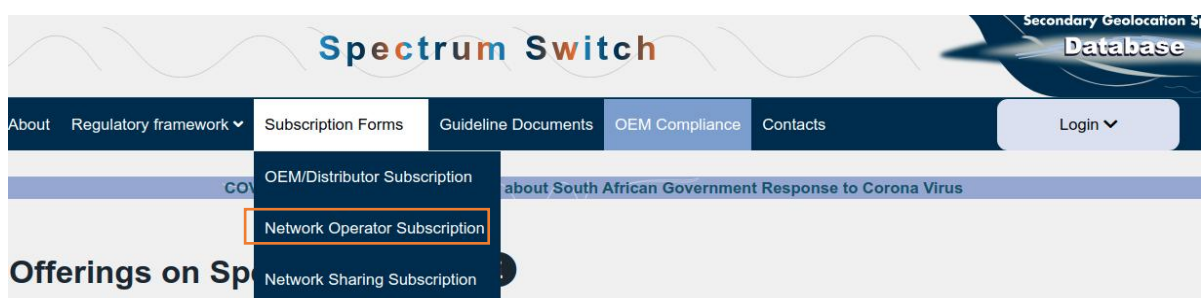 Secondary Geolocation S
Spectrum Switch
Database
About Regulatory framework Subscription Forms Guideline Documents OEM Compliance Contacts Login
OEM/Distributor Subscription
about South African Government Response to Corona Virus
Network Operator Subscription
Offerings on Sp
Network Sharing Subscription